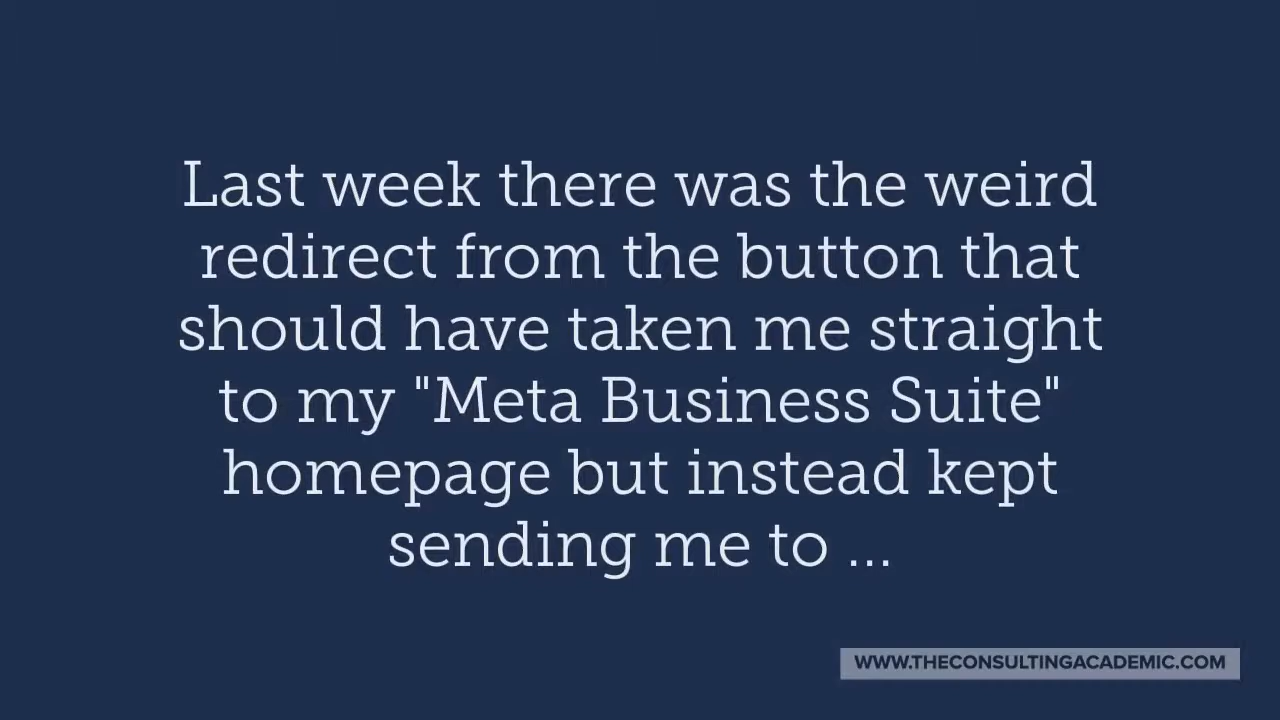 Last week there was the weird
redirect from the button that
should have taken me straight
to my "Meta Business Suite"
homepage but instead kept
sending me to ...
WWW.THECONSULTINGACADEMIC.COM